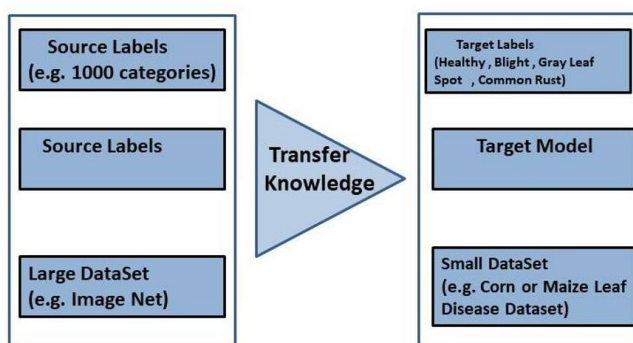 Source Labels
(e.g. 1000 categories)
Source Labels
Large DataSet
(e.g. Image Net)
Transfer
Knowledge
Target Labels
(Healthy , Blight , Gray Leaf
Spot , Common Rust)
Target Model
Small DataSet
(e.g. Corn or Maize Leaf
Disease Dataset)